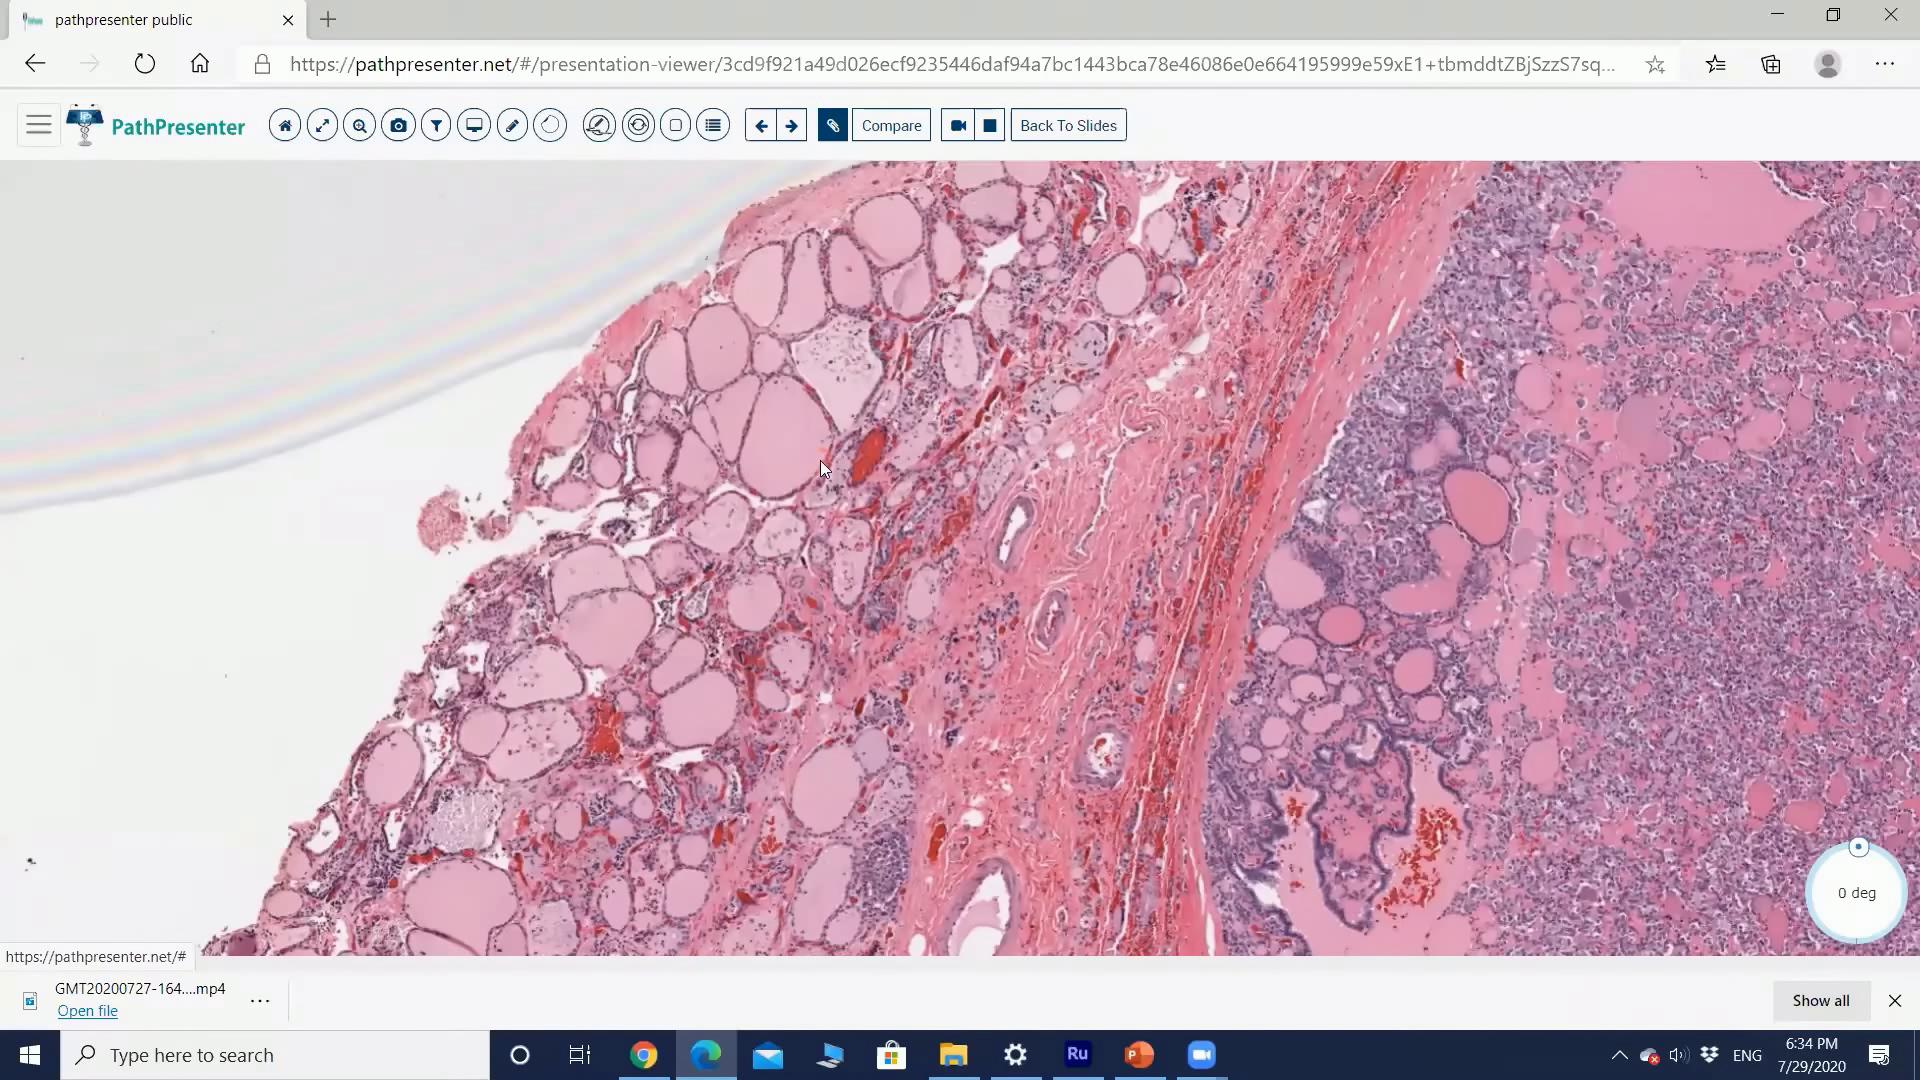 pathpresenter public
https://pathpresenter.net/#/presentation-viewer/3cd9f921a49d026ecf9235446daf94a7bc1443bca78e46086e0e664195999e59xE1+tbmddtZBjSzzS7sq...
PathPresenter
Compare
Back To Slides
0 deg
https://pathpresenter.net/#
GMT20200727-164....mp4
Open file
Show all
Type here to search
Ru
P
ENG
6:34 PM
7/29/2020